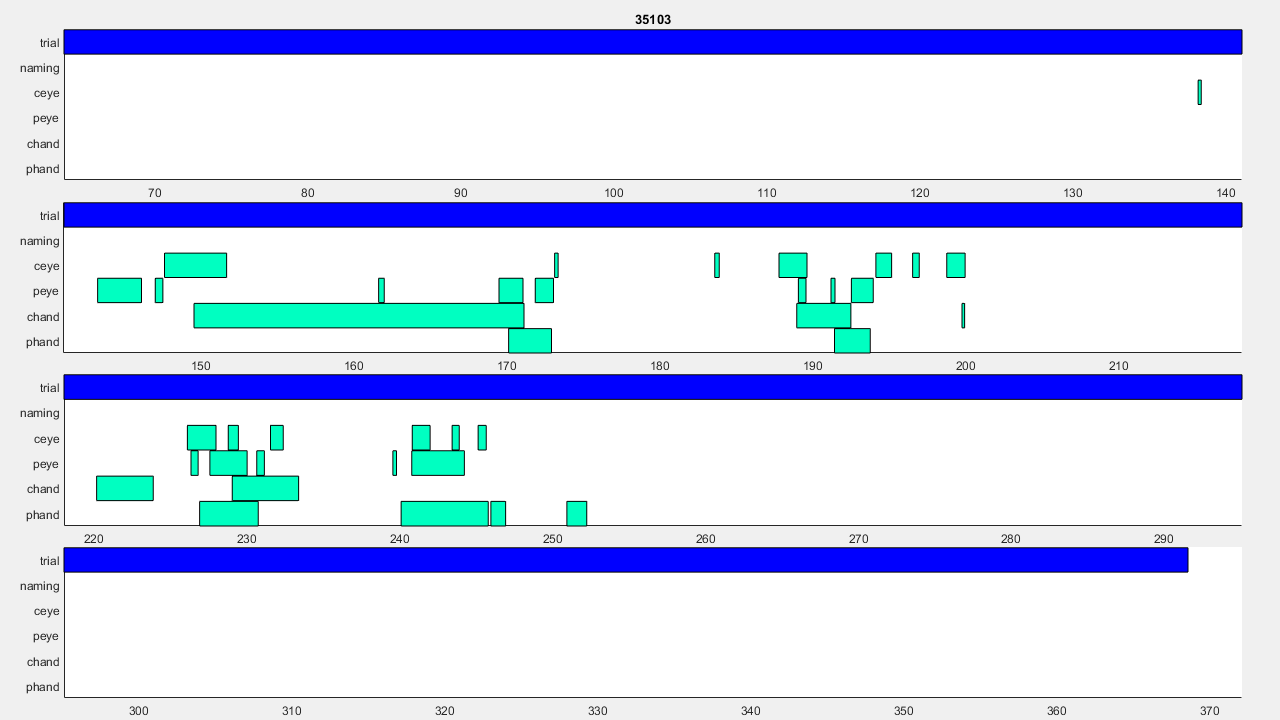 35103
trial
naming
ceye
peye
chand
phand
70 80 90 100 110 120 130 140
trial
naming
ceye
peye
chand
phand
150 160 170 180 190 200 210
trial
naming
ceye
peye
chand
phand
220 230 240 250 260 270 280 290
trial
naming
ceye
peye
chand
phand
300 310 320 330 340 350 360 370